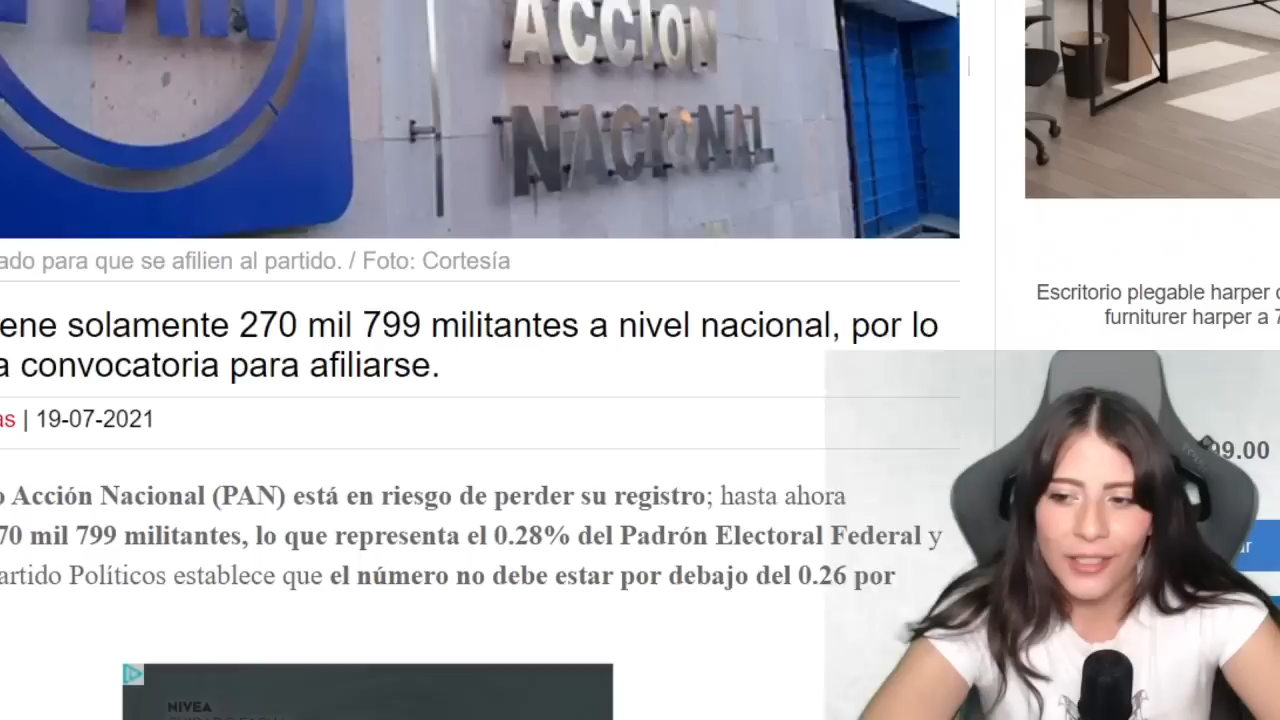 ACCION
NACIONAL
ado para que se afilien al partido. / Foto: Cortesía
ene solamente 270 mil 799 militantes a nivel nacional, por lo
a convocatoria para afiliarse.
as | 19-07-2021
o Acción Nacional (PAN) está en riesgo de perder su registro; hasta ahora
70 mil 799 militantes, lo que representa el 0.28% del Padrón Electoral Federal y
artido Políticos establece que el número no debe estar por debajo del 0.26 por
NIVEA
Escritorio plegable harper
furniturer harper a 7
99.00